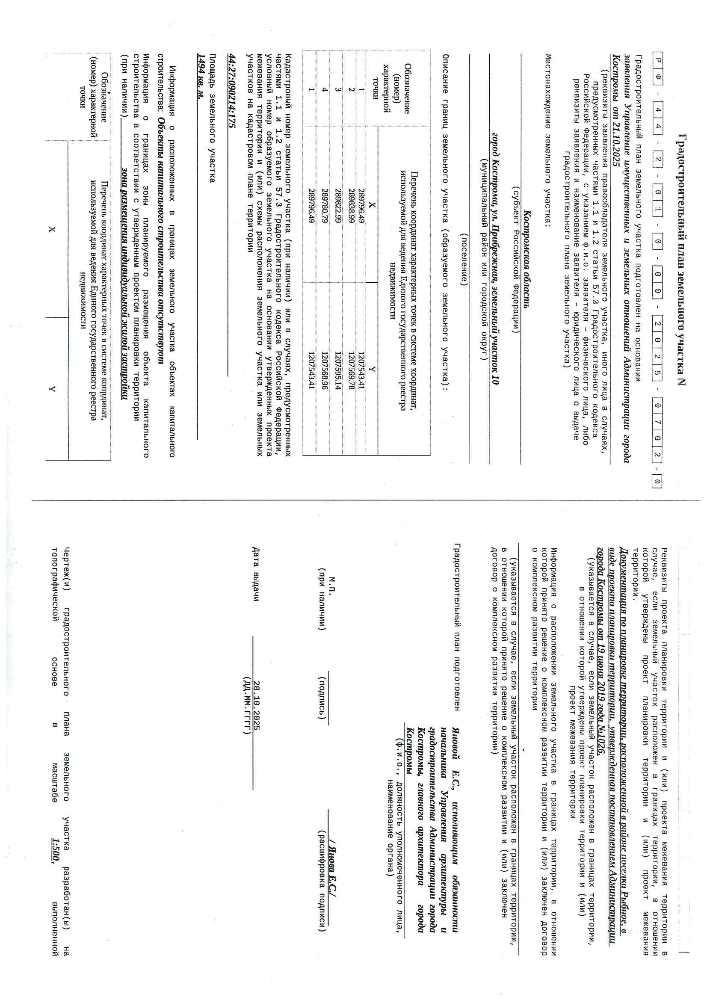 Градостроительный план земельного участка N
РФ - 44 - 2 - 01 - 0 - 00 - 2025 - 0702 - 0
Градостроительный план земельного участка подготовлен на основании
заявления Управление имущественных и земельных отношений Администрации города
Костромы от 21.10.2025
(реквизиты заявления правообладателя земельного участка, иного лица в случаях,
предусмотренных частями 1.1 и 1.2 статьи 57.3 Градостроительного кодекса
Российской Федерации, с указанием ф.и.о. заявителя – физического лица, либо
реквизиты заявления и наименование заявителя – юридического лица о выдаче
градостроительного плана земельного участка)
Местонахождение земельного участка:
Костромская область
(субъект Российской Федерации)
город Кострома, ул. Прибрежная, земельный участок 10
(муниципальный район или городской округ)
(поселение)
Описание границ земельного участка (образуемого земельного участка):
Обозначение (номер) характерной точки
Перечень координат характерных точек в системе координат,
используемой для ведения Единого государственного реестра
недвижимости
X Y
1 289796.49 1207543.41
2 289838.99 1207569.78
3 289822.99 1207595.14
4 289780.79 1207568.96
1 289796.49 1207543.41
Кадастровый номер земельного участка (при наличии) или в случаях, предусмотренных
частями 1.1 и 1.2 статьи 57.3 Градостроительного кодекса Российской Федерации,
условный номер образуемого земельного участка на основании утвержденных проекта
межевания территории и (или) схемы расположения земельного участка или земельных
участков на кадастровом плане территории
44:27:090214:175
Площадь земельного участка
1494 кв. м.
Информация о расположенных в границах земельного участка объектах капитального
строительства: Объекты капитального строительства отсутствуют
Информация о границах зоны планируемого размещения объекта капитального
строительства в соответствии с утвержденным проектом планировки территории
(при наличии) зона размещения индивидуальной жилой застройки
Обозначение (номер) характерной точки
Перечень координат характерных точек в системе координат,
используемой для ведения Единого государственного реестра
недвижимости
X Y
Реквизиты проекта планировки территории и (или) проекта межевания территории в
случае, если земельный участок расположен в границах территории, в отношении
которой утверждены проект планировки территории и (или) проект межевания
территории.
Документация по планировке территории, расположенной в районе поселка Рыбное, в
виде проекта планировки территории, утвержденная постановлением Администрации
города Костромы от 19 июня 2019 года №1026.
(указывается в случае, если земельный участок расположен в границах территории,
в отношении которой утверждены проект планировки территории и (или)
проект межевания территории
Информация о расположении земельного участка в границах территории, в отношении
которой принято решение о комплексном развитии территории и (или) заключен договор
о комплексном развитии территории
-
(указывается в случае, если земельный участок расположен в границах территории,
в отношении которой принято решение о комплексном развитии и (или) заключен
договор о комплексном развитии территории)
Градостроительный план подготовлен Яновой Е.С., исполняющим обязанности
начальника Управления архитектуры и
градостроительства Администрации города
Костромы, главного архитектора города
Костромы
(ф.и.о., должность уполномоченного лица,
наименование органа)
М.П. / Янова Е.С./
(при наличии) (подпись) (расшифровка подписи)
Дата выдачи 28.10.2025
(ДД.ММ.ГГГГ)
Чертеж(и) градостроительного плана земельного участка разработан(ы) на
топографической основе в масштабе 1:500, выполненной